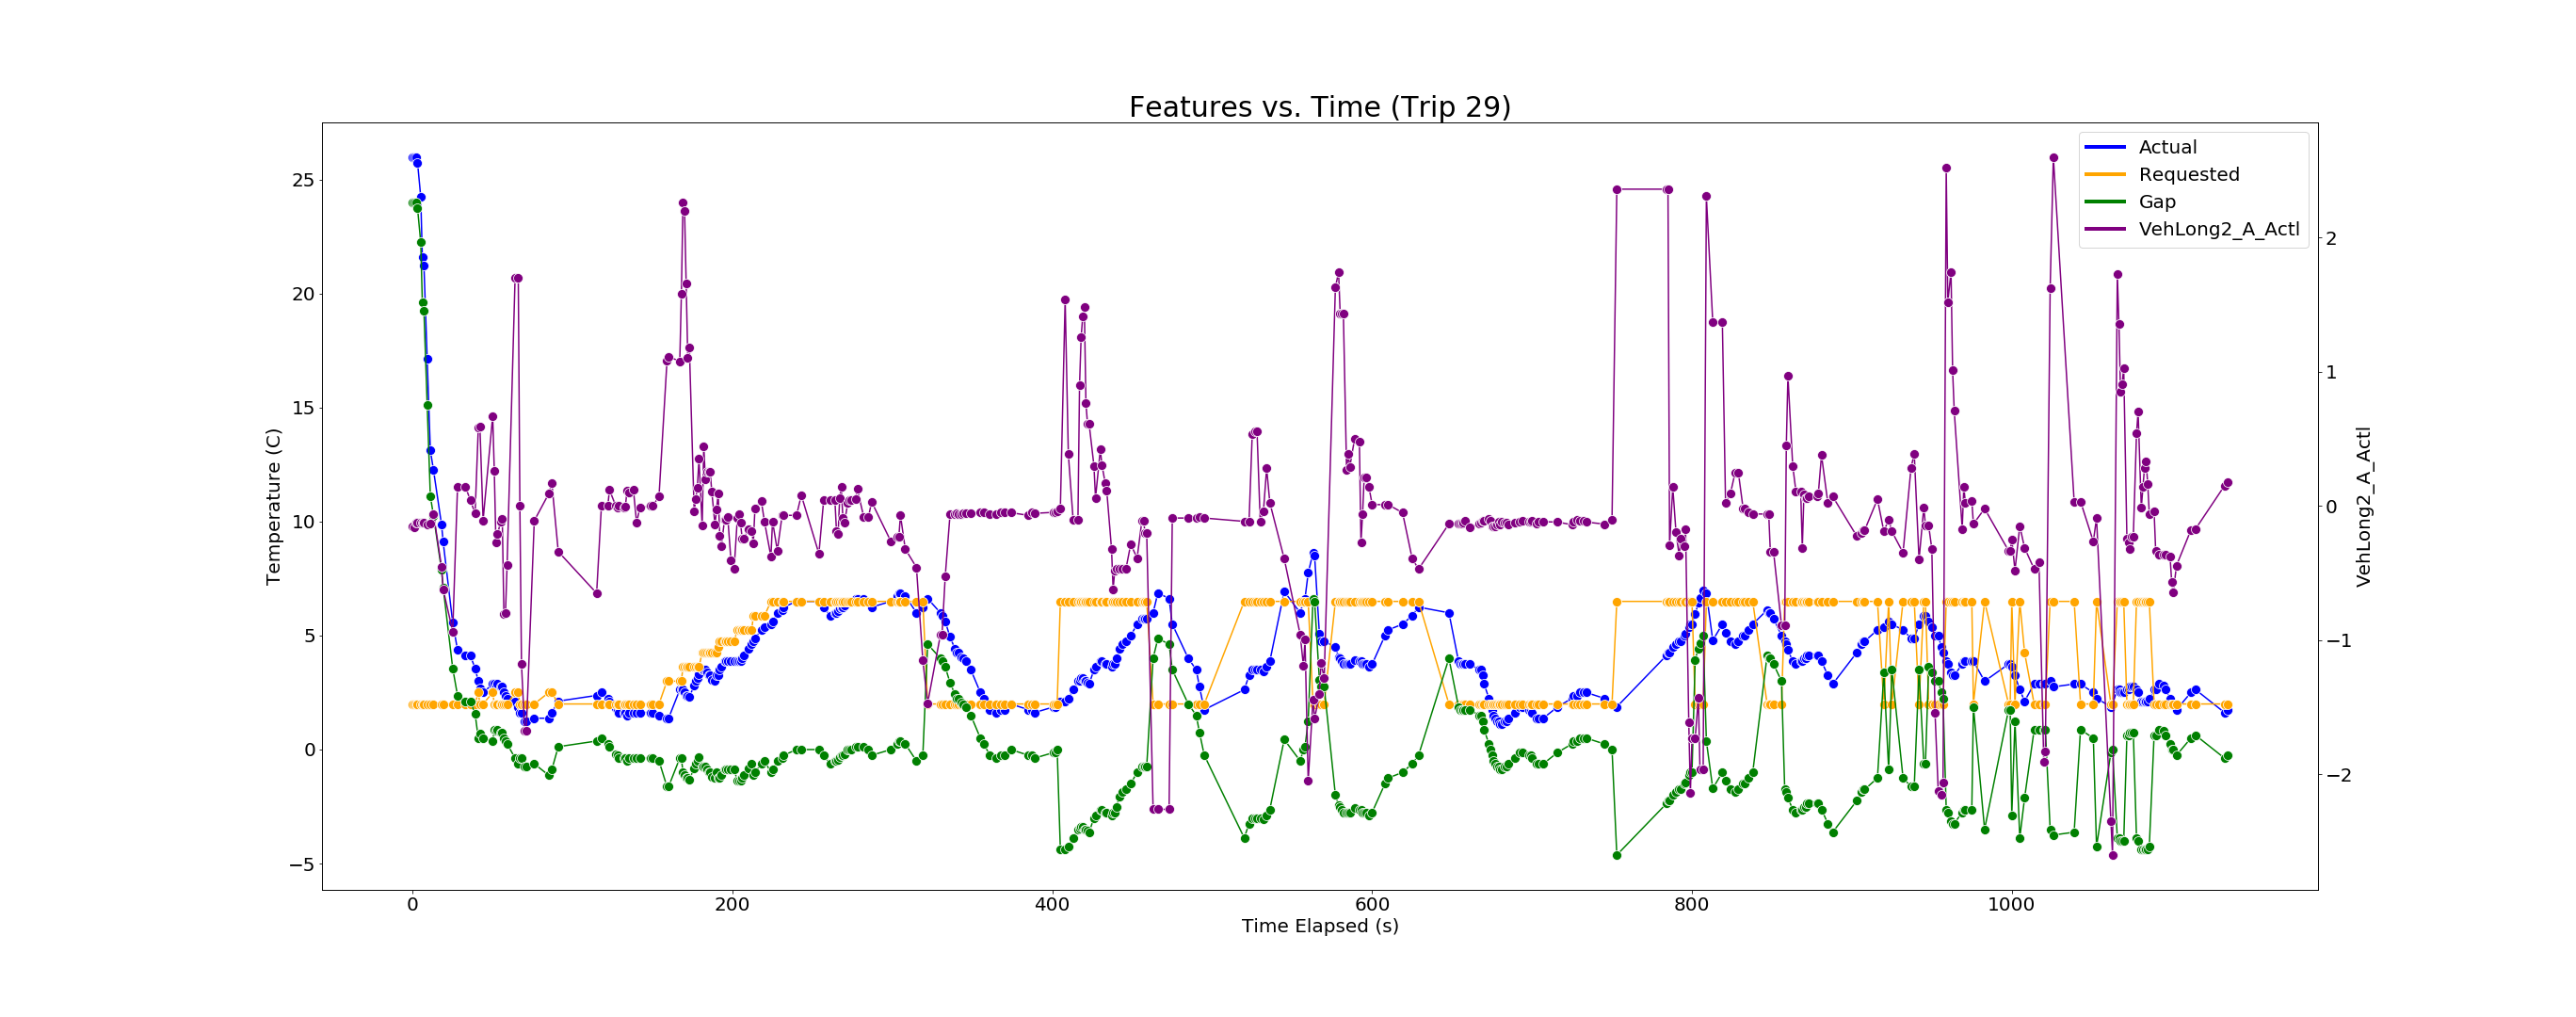 Features vs. Time (Trip 29)
Actual
Requested
Gap
VehLong2_A_Actl
25
20
15
10
5
0
−5
Temperature (C)
2
1
0
−1
−2
VehLong2_A_Actl
0 200 400 600 800 1000
Time Elapsed (s)